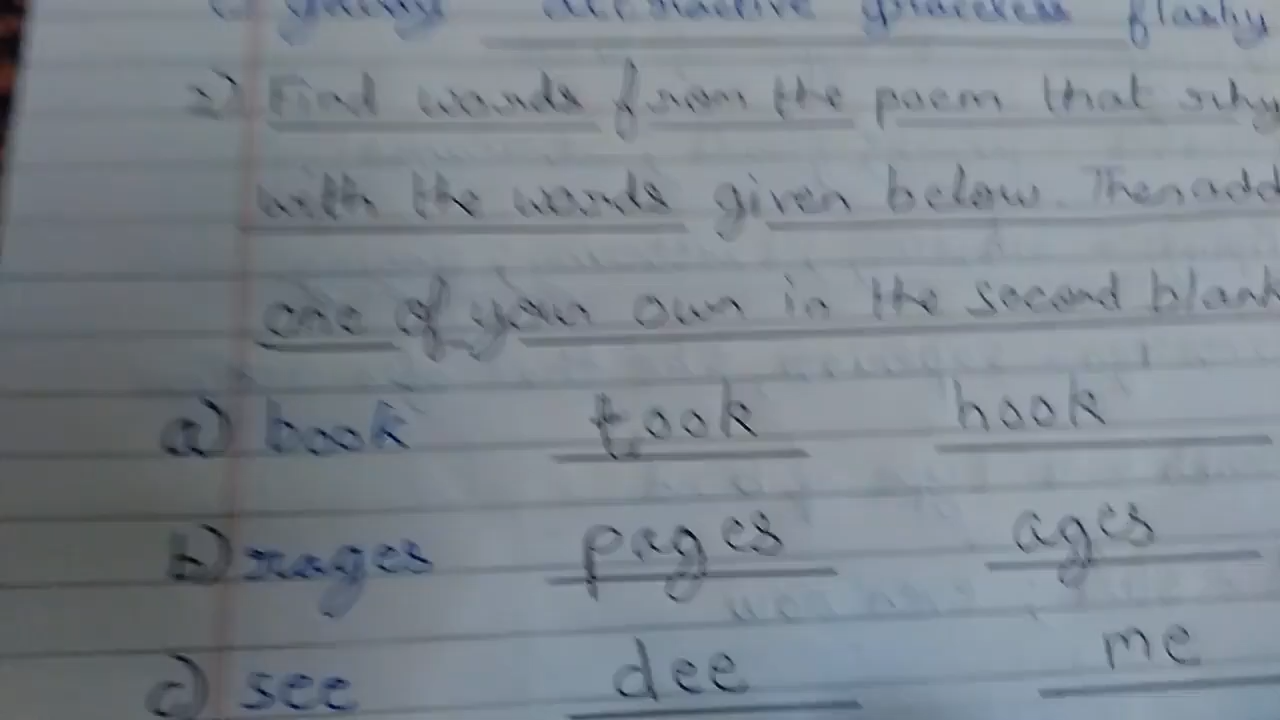 flashy
2) Find words from the poem that rhy
with the words given below. Then add
one of your own in the second blank
a) book took hook
b) rages pages ages
c) see dee me